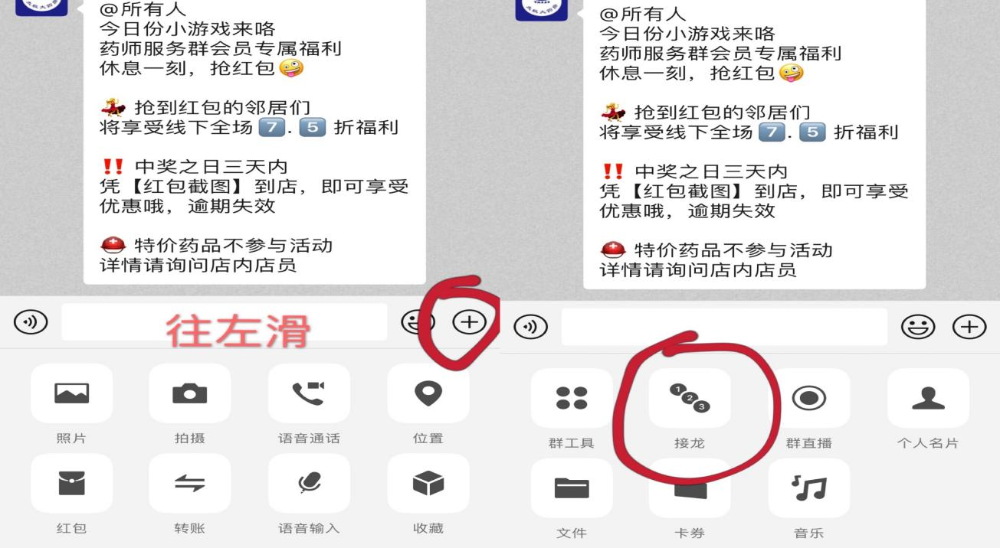 @所有人
今日份小游戏来咯
药师服务群会员专属福利
休息一刻，抢红包🤪
💃 抢到红包的邻居们
将享受线下全场 7️⃣. 5️⃣ 折福利
‼️ 中奖之日三天内
凭【红包截图】到店，即可享受
优惠哦，逾期失效
⛑ 特价药品不参与活动
详情请询问店内店员
往左滑
照片
拍摄
语音通话
位置
红包
转账
语音输入
收藏
@所有人
今日份小游戏来咯
药师服务群会员专属福利
休息一刻，抢红包🤪
💃 抢到红包的邻居们
将享受线下全场 7️⃣. 5️⃣ 折福利
‼️ 中奖之日三天内
凭【红包截图】到店，即可享受
优惠哦，逾期失效
⛑ 特价药品不参与活动
详情请询问店内店员
1
2
3
群工具
接龙
群直播
个人名片
文件
卡券
音乐